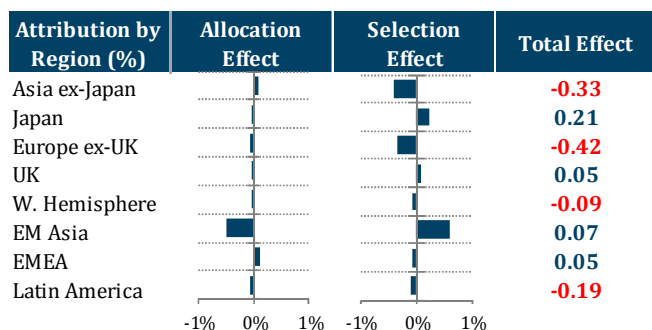 Attribution by Region (%) Allocation Effect Selection Effect Total Effect
Asia ex-Japan -0.33
Japan 0.21
Europe ex-UK -0.42
UK 0.05
W. Hemisphere -0.09
EM Asia 0.07
EMEA 0.05
Latin America -0.19
-1% 0% 1% -1% 0% 1%